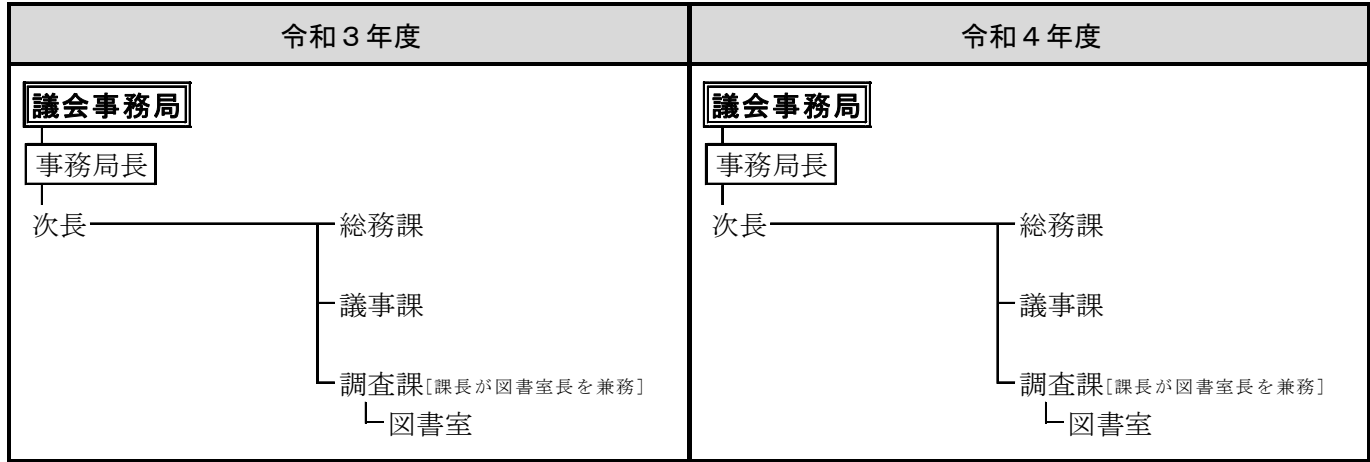 令和３年度
議会事務局
事務局長
次長 総務課
議事課
調査課[課長が図書室長を兼務]
図書室
令和４年度
議会事務局
事務局長
次長 総務課
議事課
調査課[課長が図書室長を兼務]
図書室